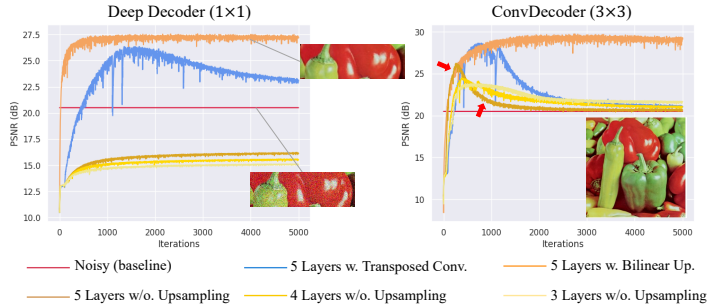 Deep Decoder (1×1)
ConvDecoder (3×3)
27.5
25.0
22.5
20.0
17.5
15.0
12.5
10.0
PSNR (dB)
0
1000
2000
3000
4000
5000
Iterations
30
25
20
15
10
PSNR (dB)
0
1000
2000
3000
4000
5000
Iterations
Noisy (baseline)
5 Layers w. Transposed Conv.
5 Layers w. Bilinear Up.
5 Layers w/o. Upsampling
4 Layers w/o. Upsampling
3 Layers w/o. Upsampling